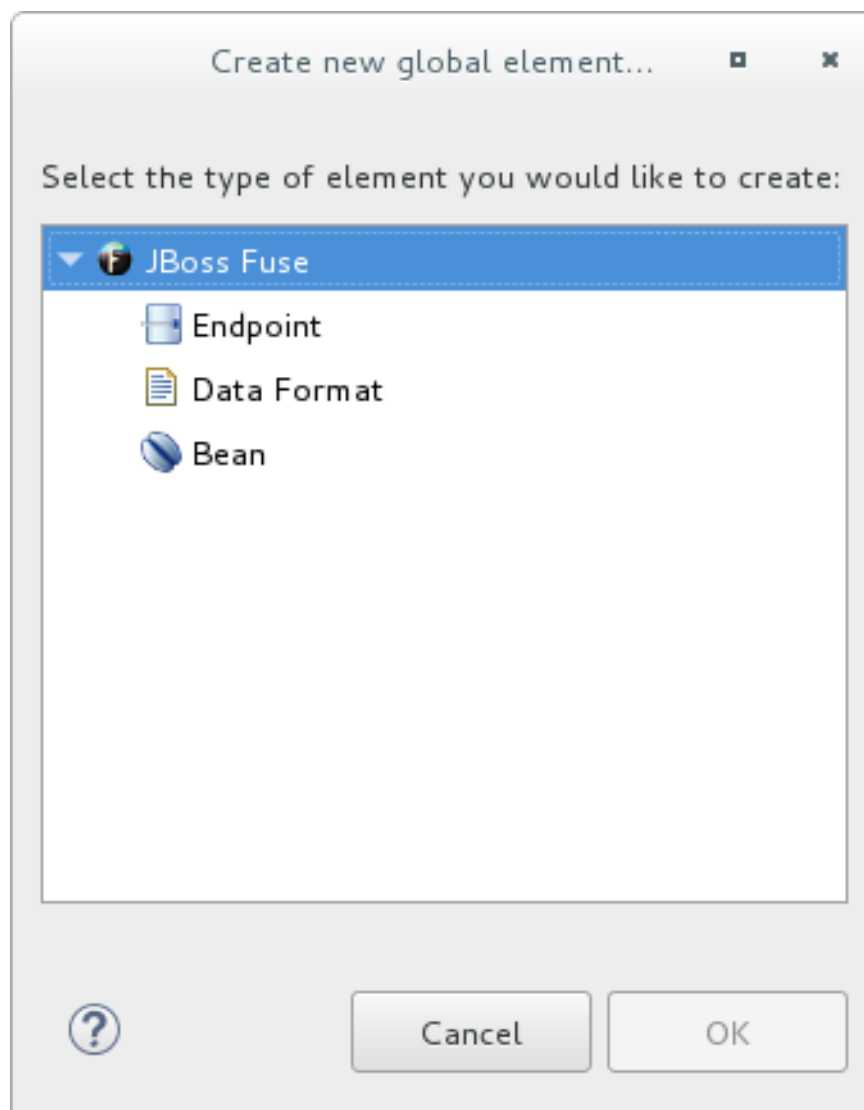 Create new global element...
Select the type of element you would like to create:
JBoss Fuse
Endpoint
Data Format
Bean
?
Cancel
OK